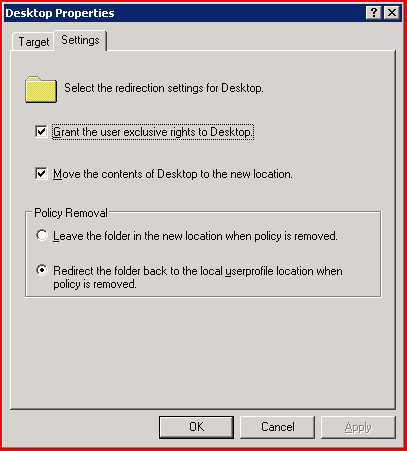 Desktop Properties
Target
Settings
Select the redirection settings for Desktop.
Grant the user exclusive rights to Desktop.
Move the contents of Desktop to the new location.
Policy Removal
Leave the folder in the new location when policy is removed.
Redirect the folder back to the local userprofile location when
policy is removed.
OK
Cancel
Apply